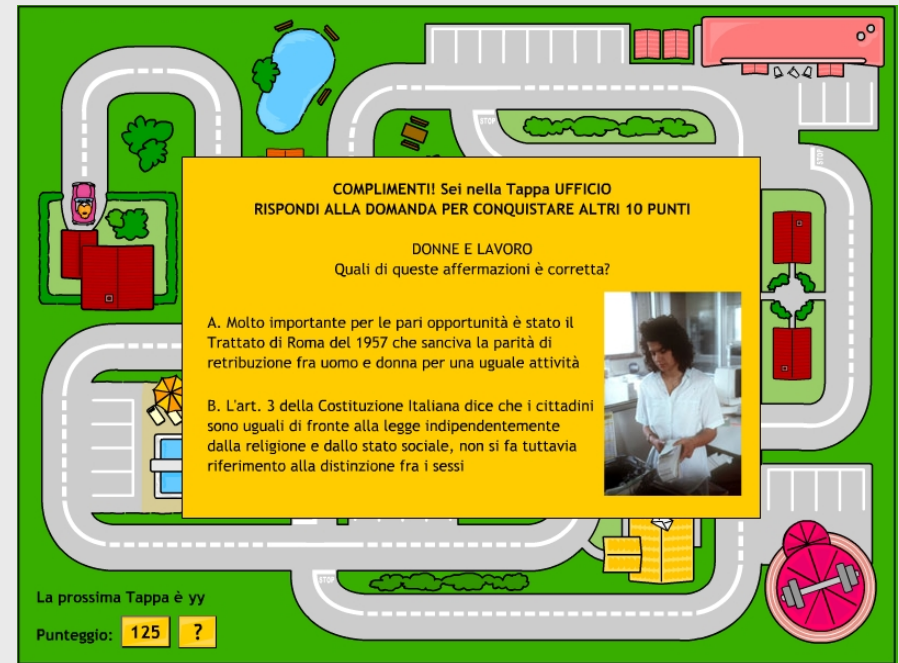 STOP
STOP
COMPLIMENTI! Sei nella Tappa UFFICIO
RISPONDI ALLA DOMANDA PER CONQUISTARE ALTRI 10 PUNTI
DONNE E LAVORO
Quali di queste affermazioni è corretta?
A. Molto importante per le pari opportunità è stato il
Trattato di Roma del 1957 che sanciva la parità di
retribuzione fra uomo e donna per una uguale attività
B. L'art. 3 della Costituzione Italiana dice che i cittadini
sono uguali di fronte alla legge indipendentemente
dalla religione e dallo stato sociale, non si fa tuttavia
riferimento alla distinzione fra i sessi
STOP
La prossima Tappa è yy
Punteggio: 125 ?